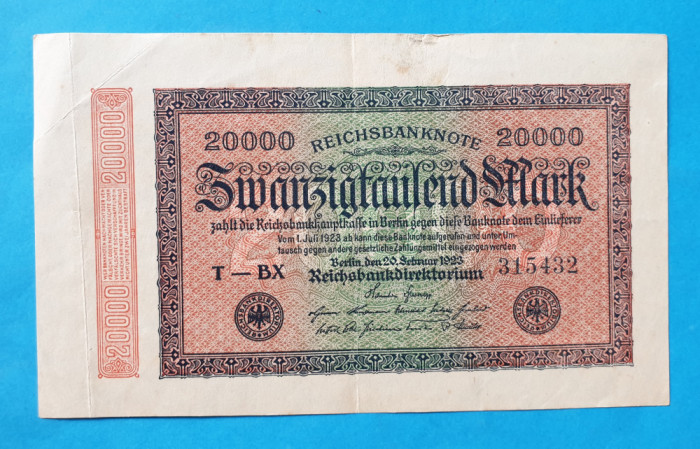 20000 REICHSBANKNOTE 20000
Zwanzigtausend Mark
zahlt die Reichsbankhauptkasse in Berlin gegen diese Banknote dem Einlieferer
Vom 1. Juli 1923 ab kann diese Banknote aufgerufen und unter Um-
tausch gegen andere gesetzliche Zahlungsmittel eingezogen werden
Berlin, den 20. Februar 1923
T — BX Reichsbankdirektorium 315432
20000
20000